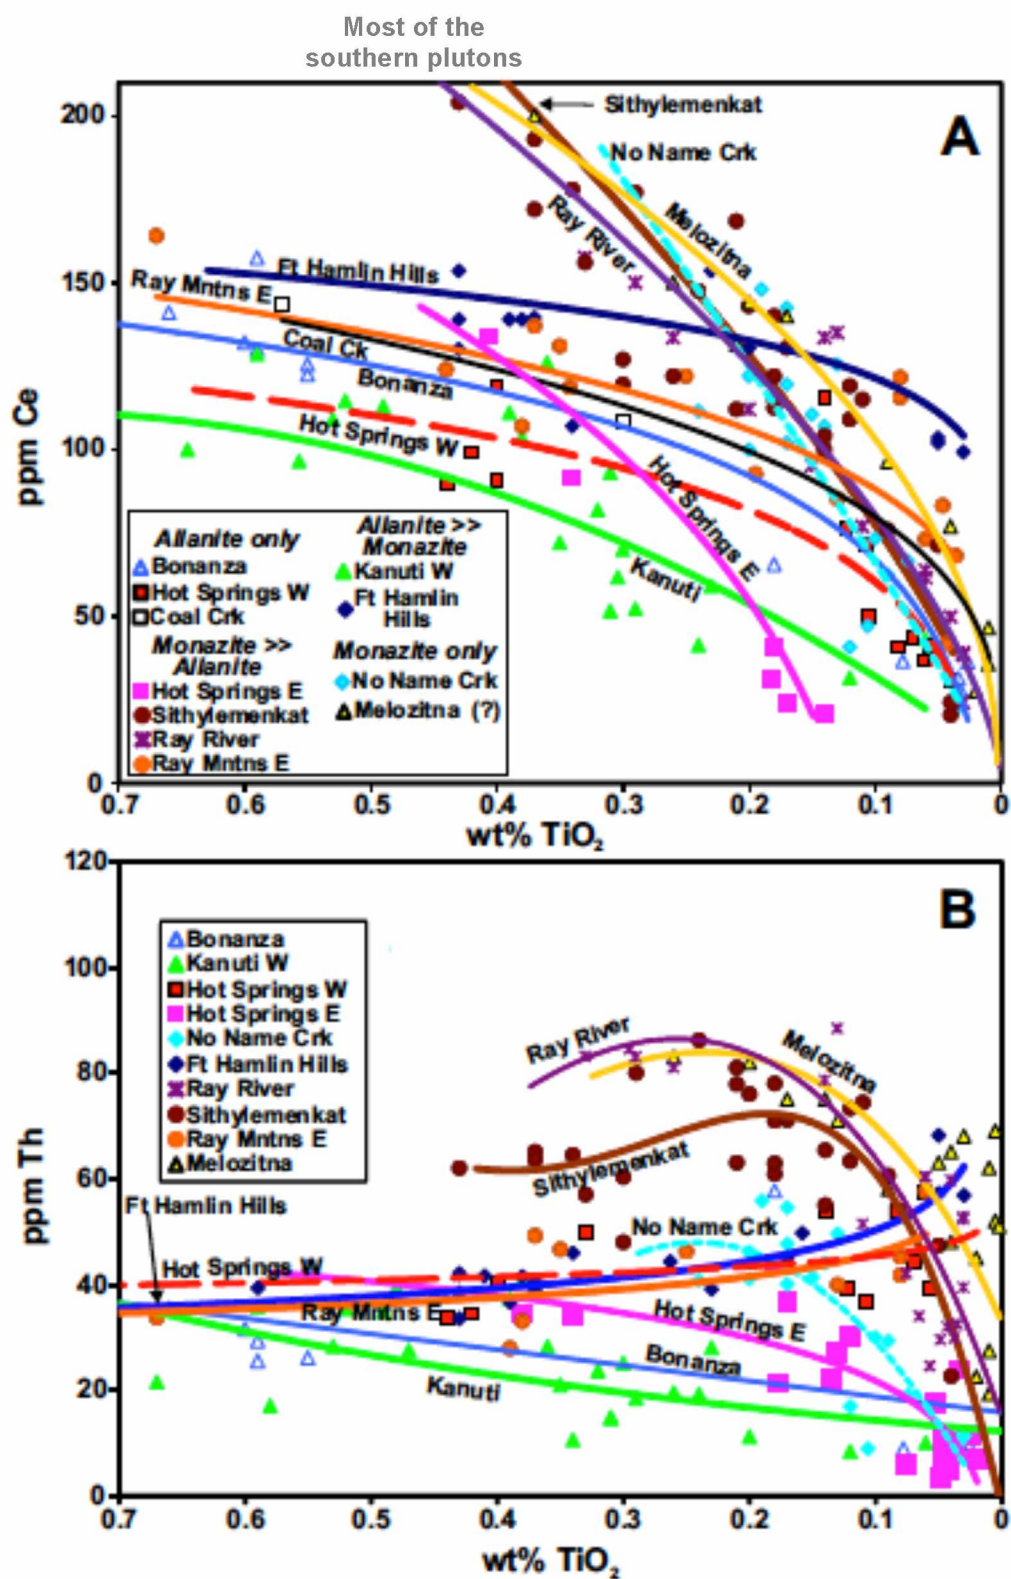 Most of the
southern plutons
A
Sithylemenkat
No Name Crk
Melozitna
Ray River
Ft Hamlin Hills
Ray Mntns E
Coal Ck
Bonanza
Hot Springs W
Hot Springs E
Kanuti
Allanite only
Bonanza
Hot Springs W
Coal Crk
Monazite >>
Allanite
Hot Springs E
Sithylemenkat
Ray River
Ray Mntns E
Allanite >>
Monazite
Kanuti W
Ft Hamlin
Hills
Monazite only
No Name Crk
Melozitna (?)
ppm Ce
200
150
100
50
0
0.7 0.6 0.5 0.4 0.3 0.2 0.1 0
wt% TiO₂
B
Bonanza
Kanuti W
Hot Springs W
Hot Springs E
No Name Crk
Ft Hamlin Hills
Ray River
Sithylemenkat
Ray Mntns E
Melozitna
Ray River
Melozitna
Sithylemenkat
Ft Hamlin Hills
No Name Crk
Hot Springs W
Ray Mntns E
Hot Springs E
Bonanza
Kanuti
ppm Th
120
100
80
60
40
20
0
0.7 0.6 0.5 0.4 0.3 0.2 0.1 0
wt% TiO₂